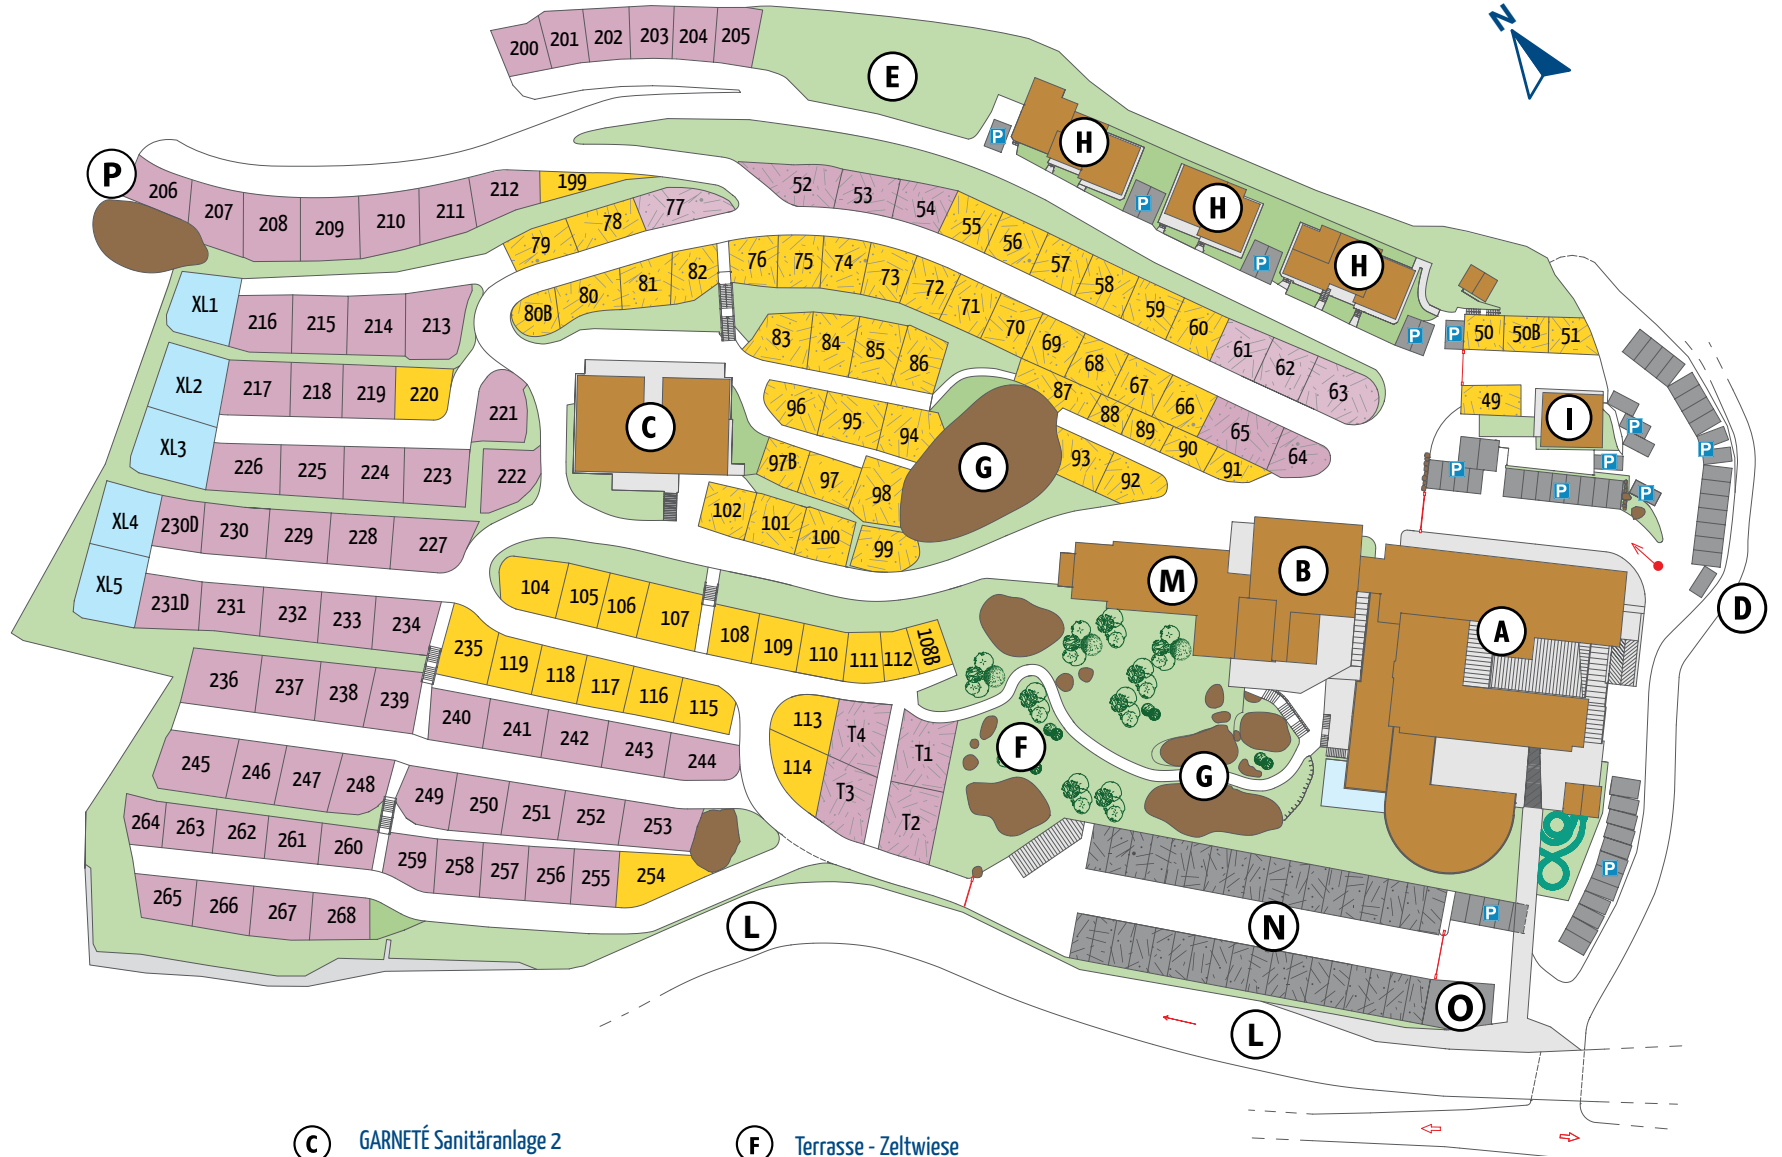 N
200 201 202 203 204 205
E
P
206 207 208 209 210 211 212 199
79 78 77
52 53 54 55 56 57 58 59 60 61 62 63
H
H
H
P
P
P
P
P
50 50B 51
49
I
P
P
P
P
P
P
XL1 216 215 214 213
80B 80 81 82
76 75 74 73 72 71 70 69 68 67 66 65 64
83 84 85 86
87 88 89 90 91
XL2 217 218 219 220
221
XL3
226 225 224 223 222
C
96 95 94
G
93 92
97B 97 98
102 101 100 99
XL4 230D 230 229 228 227
XL5 231D 231 232 233 234
104 105 106 107
108 109 110 111 112 108B
M
B
A
D
235 119 118 117 116 115
236 237 238 239
240 241 242 243 244
113 114
T4 T3 T1 T2
F
G
245 246 247 248
249 250 251 252 253
264 263 262 261 260
259 258 257 256 255 254
265 266 267 268
L
N
P
P
O
L
C GARNETÉ Sanitäranlage 2
F Terrasse - Zeltwiese